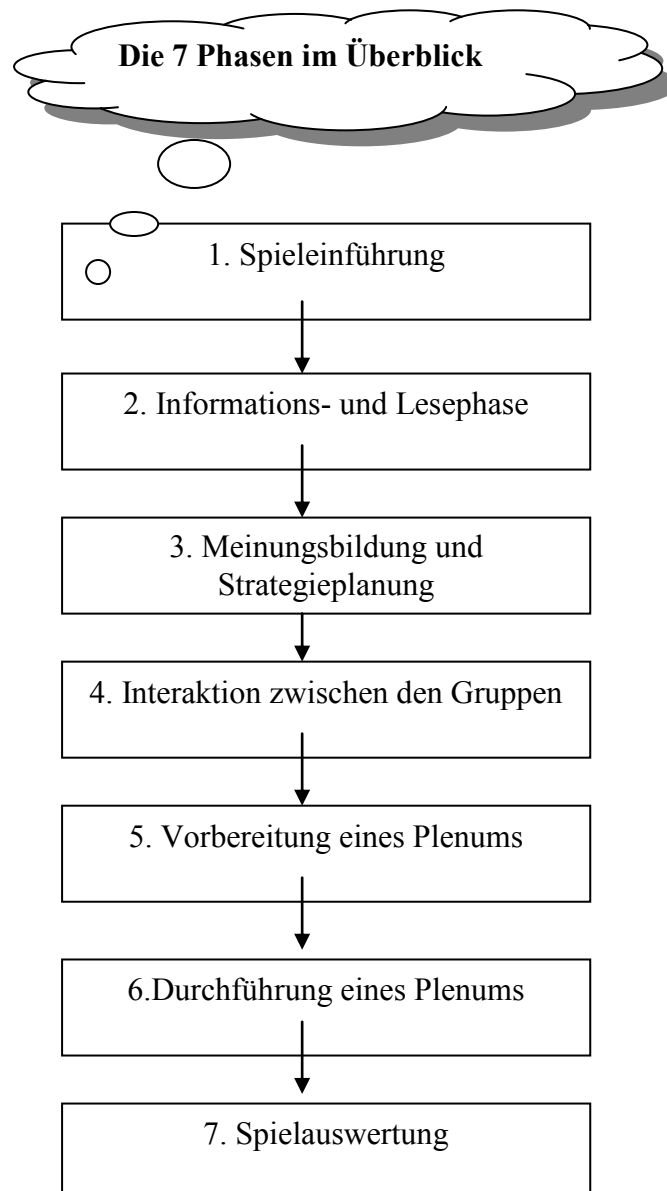 Die 7 Phasen im Überblick
1. Spieleinführung
2. Informations- und Lesephase
3. Meinungsbildung und
Strategieplanung
4. Interaktion zwischen den Gruppen
5. Vorbereitung eines Plenums
6.Durchführung eines Plenums
7. Spielauswertung